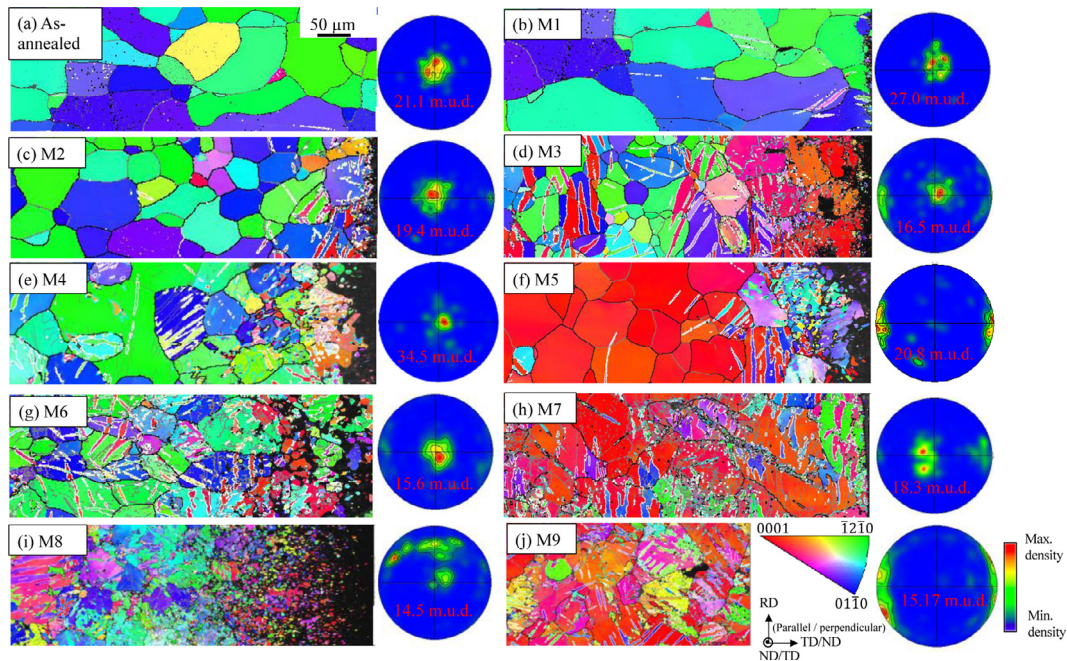 (a) As-
annealed
50 μm
21.1 m.u.d.
(b) M1
27.0 m.u.d.
(c) M2
19.4 m.u.d.
(d) M3
16.5 m.u.d.
(e) M4
34.5 m.u.d.
(f) M5
20.8 m.u.d.
(g) M6
15.6 m.u.d.
(h) M7
18.3 m.u.d.
(i) M8
14.5 m.u.d.
(j) M9
0001 1̅21̅0
011̅0
RD
(Parallel / perpendicular)
TD/ND
ND/TD
15.17 m.u.d
Max.
density
Min.
density